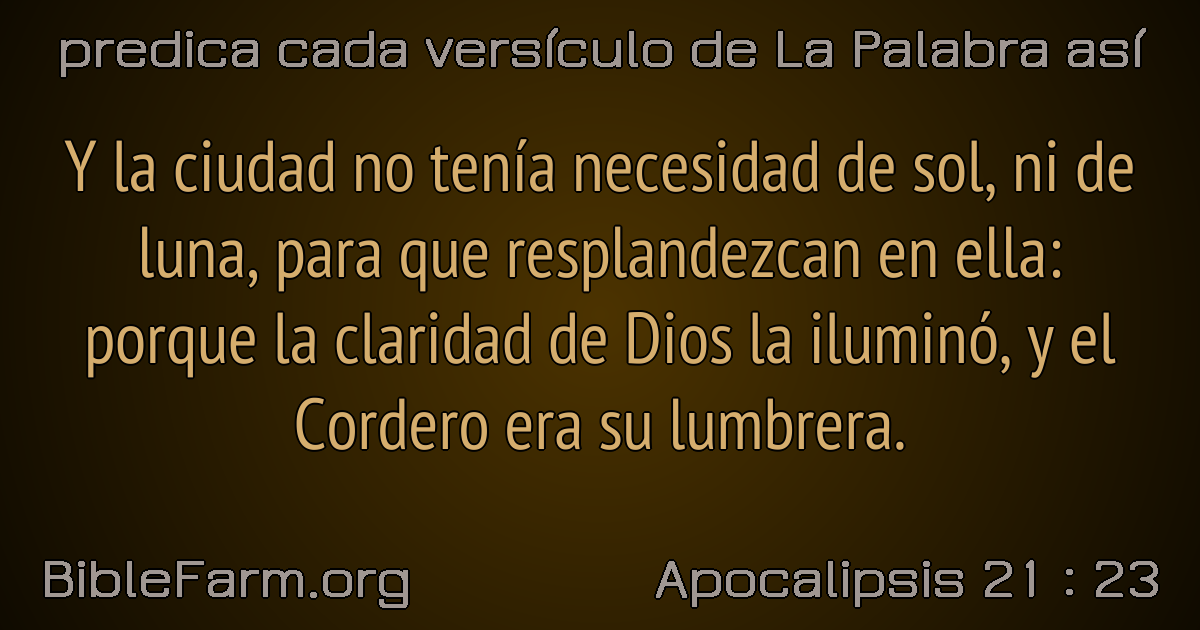 predica cada versículo de La Palabra así
Y la ciudad no tenía necesidad de sol, ni de
luna, para que resplandezcan en ella:
porque la claridad de Dios la iluminó, y el
Cordero era su lumbrera.
BibleFarm.org
Apocalipsis 21 : 23